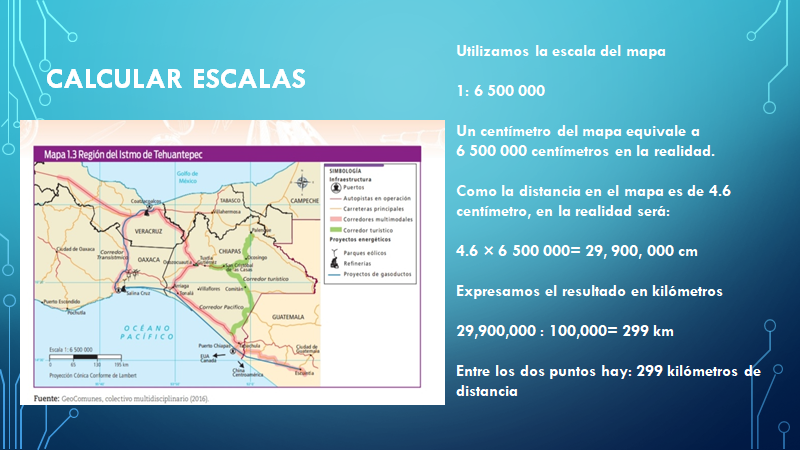 CALCULAR ESCALAS
Utilizamos la escala del mapa
1: 6 500 000
Un centímetro del mapa equivale a
6 500 000 centímetros en la realidad.
Como la distancia en el mapa es de 4.6
centímetro, en la realidad será:
4.6 × 6 500 000= 29, 900, 000 cm
Expresamos el resultado en kilómetros
29,900,000 : 100,000= 299 km
Entre los dos puntos hay: 299 kilómetros de
distancia
Mapa 1.3 Región del Istmo de Tehuantepec
Golfo de
México
Coatzacoalcos
TABASCO
CAMPECHE
Villahermosa
VERACRUZ
Palenque
Ciudad de Oaxaca
Corredor
Transístmico
OAXACA
CHIAPAS
Ocosingo
Tuxtla
Gutiérrez
San Cristóbal
de las Casas
Ocozocoautla
Corredor turístico
Salina Cruz
Arriaga
Tonalá
Villaflores
Comitán
Puerto Escondido
Pochutla
Corredor Pacífico
GUATEMALA
OCÉANO
PACÍFICO
Tapachula
Puerto Chiapas
Ciudad de
Guatemala
EUA
Canadá
China
Centroamérica
Escuintla
Escala 1: 6 500 000
0 65 130 195 km
Proyección Cónica Conforme de Lambert
SIMBOLOGÍA
Infraestructura
Puertos
Autopistas en operación
Carreteras principales
Corredores multimodales
Corredor turístico
Proyectos energéticos
Parques eólicos
Refinerías
Proyectos de gasoductos
Fuente: GeoComunes, colectivo multidisciplinario (2016).